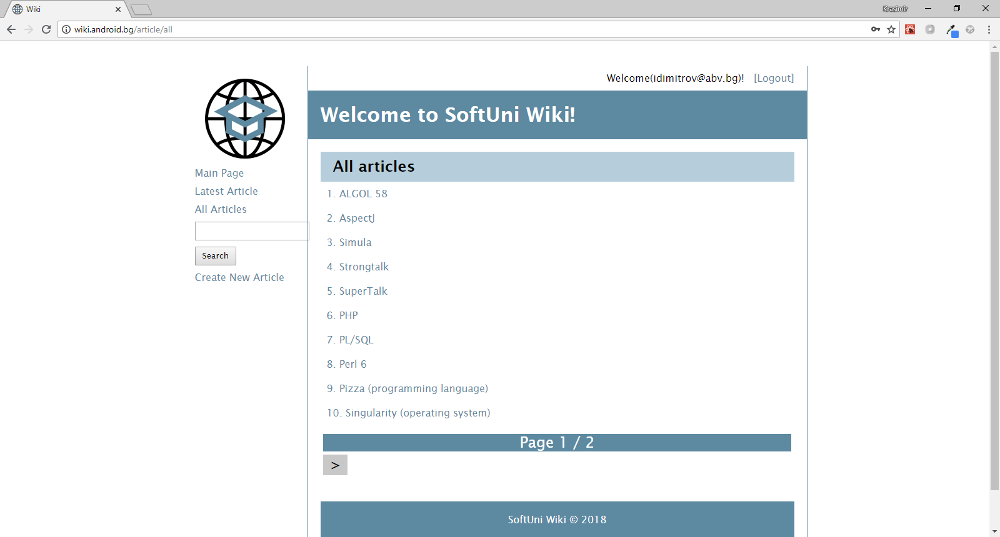 Wiki
Krasimir
wiki.android.bg/article/all
Welcome(idimitrov@abv.bg)! [Logout]
Welcome to SoftUni Wiki!
Main Page
Latest Article
All Articles
Search
Create New Article
All articles
1. ALGOL 58
2. AspectJ
3. Simula
4. Strongtalk
5. SuperTalk
6. PHP
7. PL/SQL
8. Perl 6
9. Pizza (programming language)
10. Singularity (operating system)
Page 1 / 2
>
SoftUni Wiki © 2018